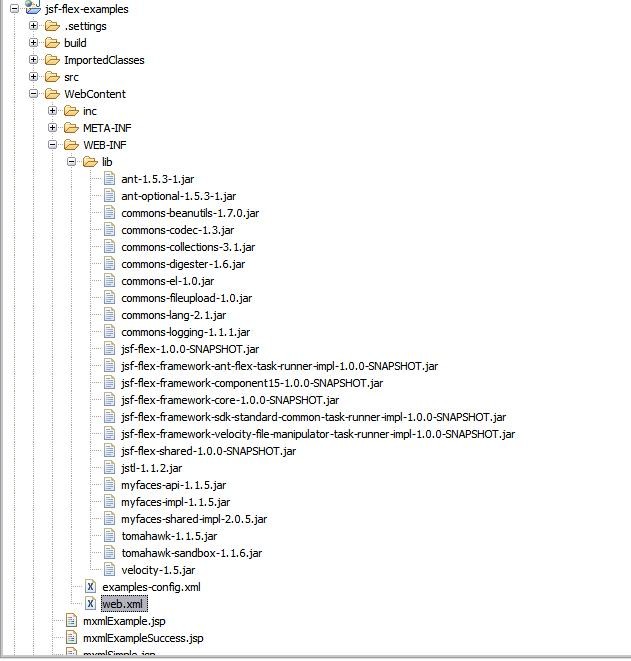 jsf-flex-examples
.settings
build
ImportedClasses
src
WebContent
inc
META-INF
WEB-INF
lib
ant-1.5.3-1.jar
ant-optional-1.5.3-1.jar
commons-beanutils-1.7.0.jar
commons-codec-1.3.jar
commons-collections-3.1.jar
commons-digester-1.6.jar
commons-el-1.0.jar
commons-fileupload-1.0.jar
commons-lang-2.1.jar
commons-logging-1.1.1.jar
jsf-flex-1.0.0-SNAPSHOT.jar
jsf-flex-framework-ant-flex-task-runner-impl-1.0.0-SNAPSHOT.jar
jsf-flex-framework-component15-1.0.0-SNAPSHOT.jar
jsf-flex-framework-core-1.0.0-SNAPSHOT.jar
jsf-flex-framework-sdk-standard-common-task-runner-impl-1.0.0-SNAPSHOT.jar
jsf-flex-framework-velocity-file-manipulator-task-runner-impl-1.0.0-SNAPSHOT.jar
jsf-flex-shared-1.0.0-SNAPSHOT.jar
jstl-1.1.2.jar
myfaces-api-1.1.5.jar
myfaces-impl-1.1.5.jar
myfaces-shared-impl-2.0.5.jar
tomahawk-1.1.5.jar
tomahawk-sandbox-1.1.6.jar
velocity-1.5.jar
examples-config.xml
web.xml
mxmlExample.jsp
mxmlExampleSuccess.jsp
mxmlSimple.jsp